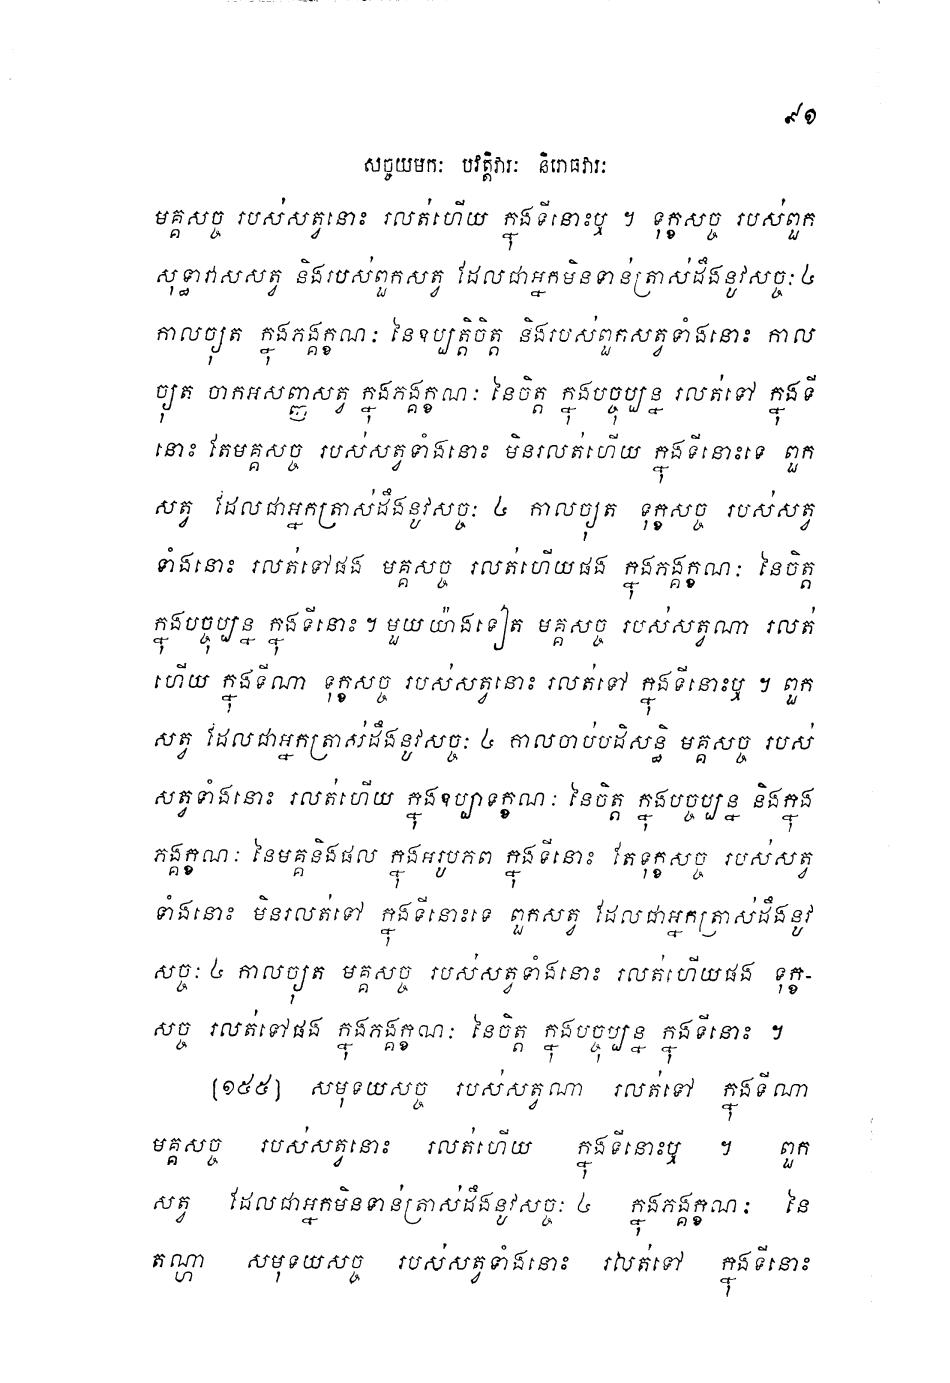 ៩១
សច្ចយមកៈ បវត្តិវារៈ និរោធវារៈ
មគ្គសច្ច របស់សត្វនោះ រលត់ហើយ ក្នុងទីនោះឬ ។ ទុក្ខសច្ច របស់ពួក
សុទ្ធាវាសសត្វ និងរបស់ពួកសត្វ ដែលជាអ្នកមិនទាន់ត្រាស់ដឹងនូវសច្ចៈ ៤
កាលច្យុត ក្នុងភង្គក្ខណៈ នៃឧប្បត្តិចិត្ត និងរបស់ពួកសត្វទាំងនោះ កាល
ច្យុត ចាកអសញ្ញសត្វ ក្នុងភង្គក្ខណៈ នៃចិត្ត ក្នុងបច្ចុប្បន្ន រលត់ទៅ ក្នុងទី
នោះ តែមគ្គសច្ច របស់សត្វទាំងនោះ មិនរលត់ហើយ ក្នុងទីនោះទេ ពួក
សត្វ ដែលជាអ្នកត្រាស់ដឹងនូវសច្ចៈ ៤ កាលច្យុត ទុក្ខសច្ច របស់សត្វ
ទាំងនោះ រលត់ទៅផង មគ្គសច្ច រលត់ហើយផង ក្នុងភង្គក្ខណៈ នៃចិត្ត
ក្នុងបច្ចុប្បន្ន ក្នុងទីនោះ ។ មួយយ៉ាងទៀត មគ្គសច្ច របស់សត្វណា រលត់
ហើយ ក្នុងទីណា ទុក្ខសច្ច របស់សត្វនោះ រលត់ទៅ ក្នុងទីនោះឬ ។ ពួក
សត្វ ដែលជាអ្នកត្រាស់ដឹងនូវសច្ចៈ ៤ កាលចាប់បដិសន្ធិ មគ្គសច្ច របស់
សត្វទាំងនោះ រលត់ហើយ ក្នុងឧប្បាទក្ខណៈ នៃចិត្ត ក្នុងបច្ចប្បន្ន និងក្នុង
ភង្គក្ខណៈ នៃមគ្គនិងផល ក្នុងអរូបភព ក្នុងទីនោះ តែទុក្ខសច្ច របស់សត្វ
ទាំងនោះ មិនរលត់ទៅ ក្នុងទីនោះទេ ពួកសត្វ ដែលជាអ្នកត្រាស់ដឹងនូវ
សច្ចៈ ៤ កាលច្យុត មគ្គសច្ច របស់សត្វទាំងនោះ រលត់ហើយផង ទុក្ខ-
សច្ច រលត់ទៅផង ក្នុងភង្គក្ខណៈ នៃចិត្ត ក្នុងបច្ចុប្បន្ន ក្នុងទីនោះ ។
(១៥៥) សមុទយសច្ច របស់សត្វណា រលត់ទៅ ក្នុងទីណា
មគ្គសច្ច របស់សត្វនោះ រលត់ហើយ ក្នុងទីនោះឬ ។ ពួក
សត្វ ដែលជាអ្នកមិនទាន់ត្រាស់ដឹងនូវសច្ចៈ ៤ ក្នុងភង្គក្ខណៈ នៃ
តណ្ហា សមុទយសច្ច របស់សត្វទាំងនោះ រលត់ទៅ ក្នុងទីនោះ